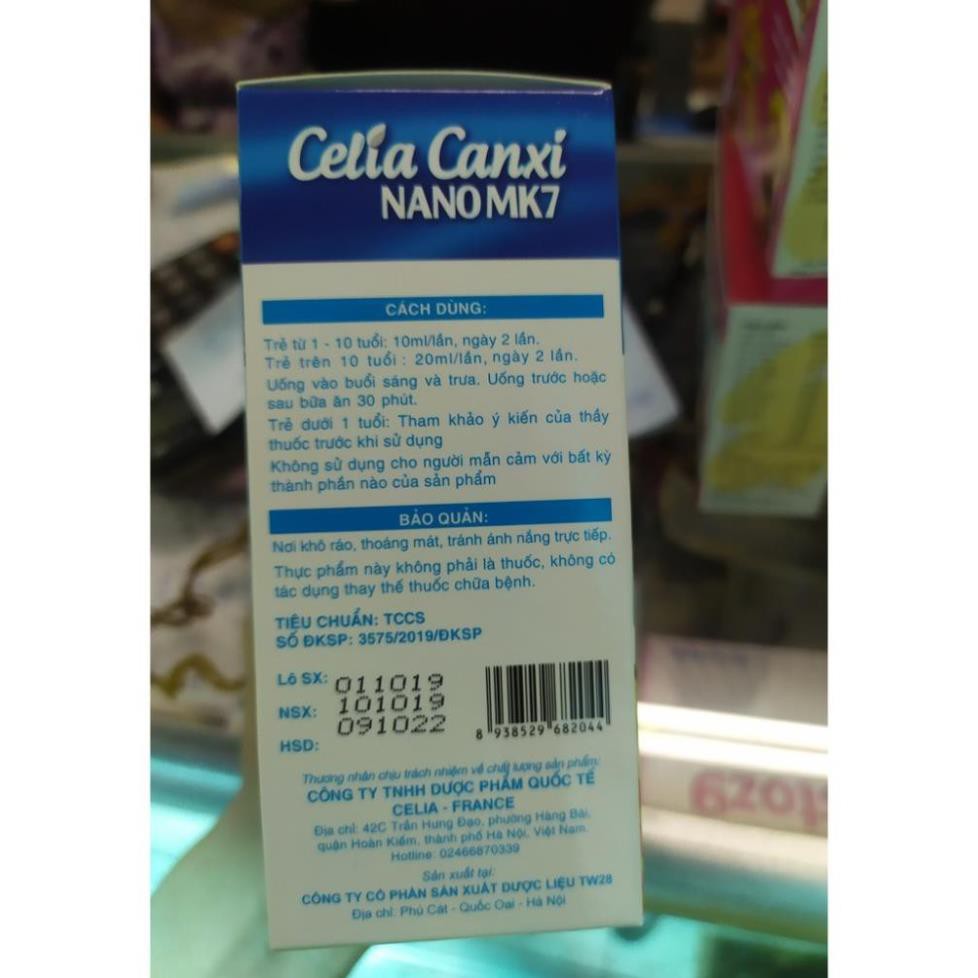 Celia Canxi
NANO MK7
CÁCH DÙNG:
Trẻ từ 1 - 10 tuổi: 10ml/lần, ngày 2 lần.
Trẻ trên 10 tuổi : 20ml/lần, ngày 2 lần.
Uống vào buổi sáng và trưa. Uống trước hoặc
sau bữa ăn 30 phút.
Trẻ dưới 1 tuổi: Tham khảo ý kiến của thầy
thuốc trước khi sử dụng
Không sử dụng cho người mẫn cảm với bất kỳ
thành phần nào của sản phẩm
BẢO QUẢN:
Nơi khô ráo, thoáng mát, tránh ánh nắng trực tiếp.
Thực phẩm này không phải là thuốc, không có
tác dụng thay thế thuốc chữa bệnh.
TIÊU CHUẨN: TCCS
SỐ ĐKSP: 3575/2019/ĐKSP
Lô SX: 011019
NSX: 101019
HSD: 091022
8 938529 682044
Thương nhân chịu trách nhiệm về chất lượng sản phẩm:
CÔNG TY TNHH DƯỢC PHẨM QUỐC TẾ
CELIA - FRANCE
Địa chỉ: 42C Trần Hưng Đạo, phường Hàng Bài,
quận Hoàn Kiếm, thành phố Hà Nội, Việt Nam.
Hotline: 02466870339
Sản xuất tại:
CÔNG TY CỔ PHẦN SẢN XUẤT DƯỢC LIỆU TW28
Địa chỉ: Phú Cát - Quốc Oai - Hà Nội